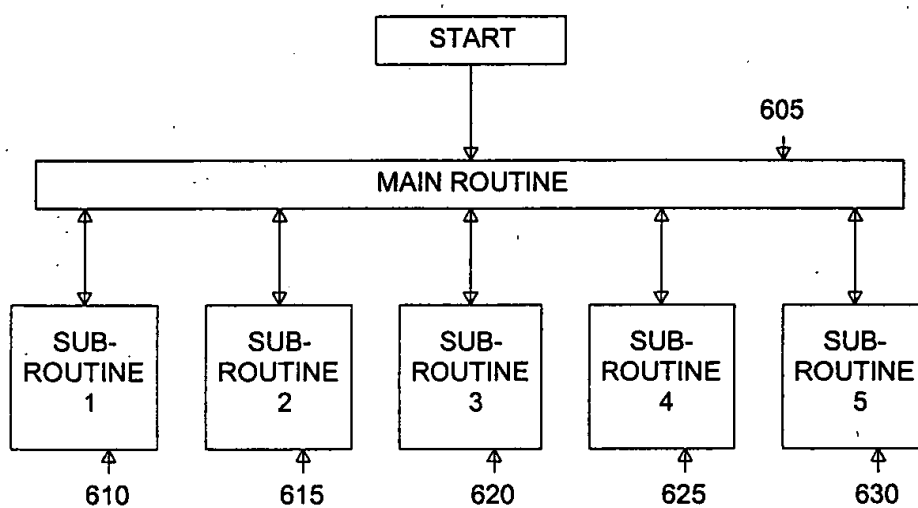 START
605
MAIN ROUTINE
SUB-
ROUTINE
1
SUB-
ROUTINE
2
SUB-
ROUTINE
3
SUB-
ROUTINE
4
SUB-
ROUTINE
5
610
615
620
625
630